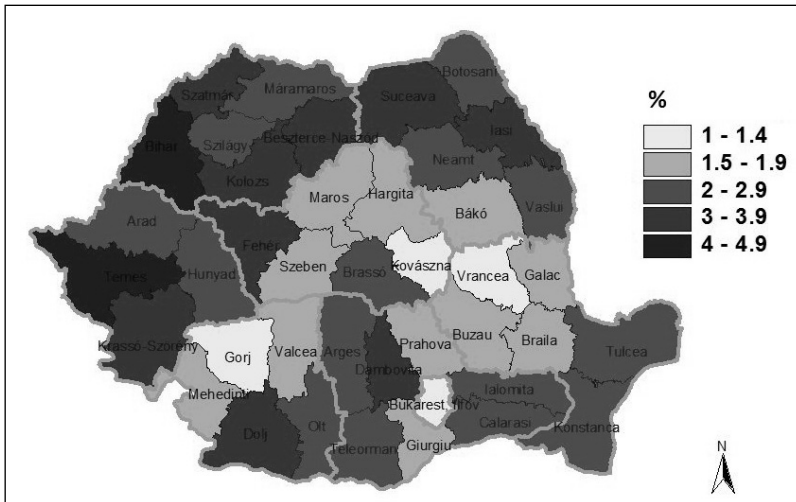 Botosani
Szatmár
Máramaros
Suceava
%
1 - 1.4
1.5 - 1.9
2 - 2.9
3 - 3.9
4 - 4.9
Iasi
Beszterce-Naszód
Bihar
Szilágy
Neamt
Kolozs
Maros
Hargita
Vaslui
Bákó
Arad
Fehér
Temes
Hunyad
Szeben
Brassó
Kovászna
Vrancea
Galac
Krassó-Szörény
Gorj
Valcea
Arges
Prahova
Buzau
Braila
Tulcea
Dambovita
Mehedinti
Bukarest_Ilfov
Ialomita
Dolj
Olt
Calarasi
Konstanca
Teleorman
Giurgiu
N